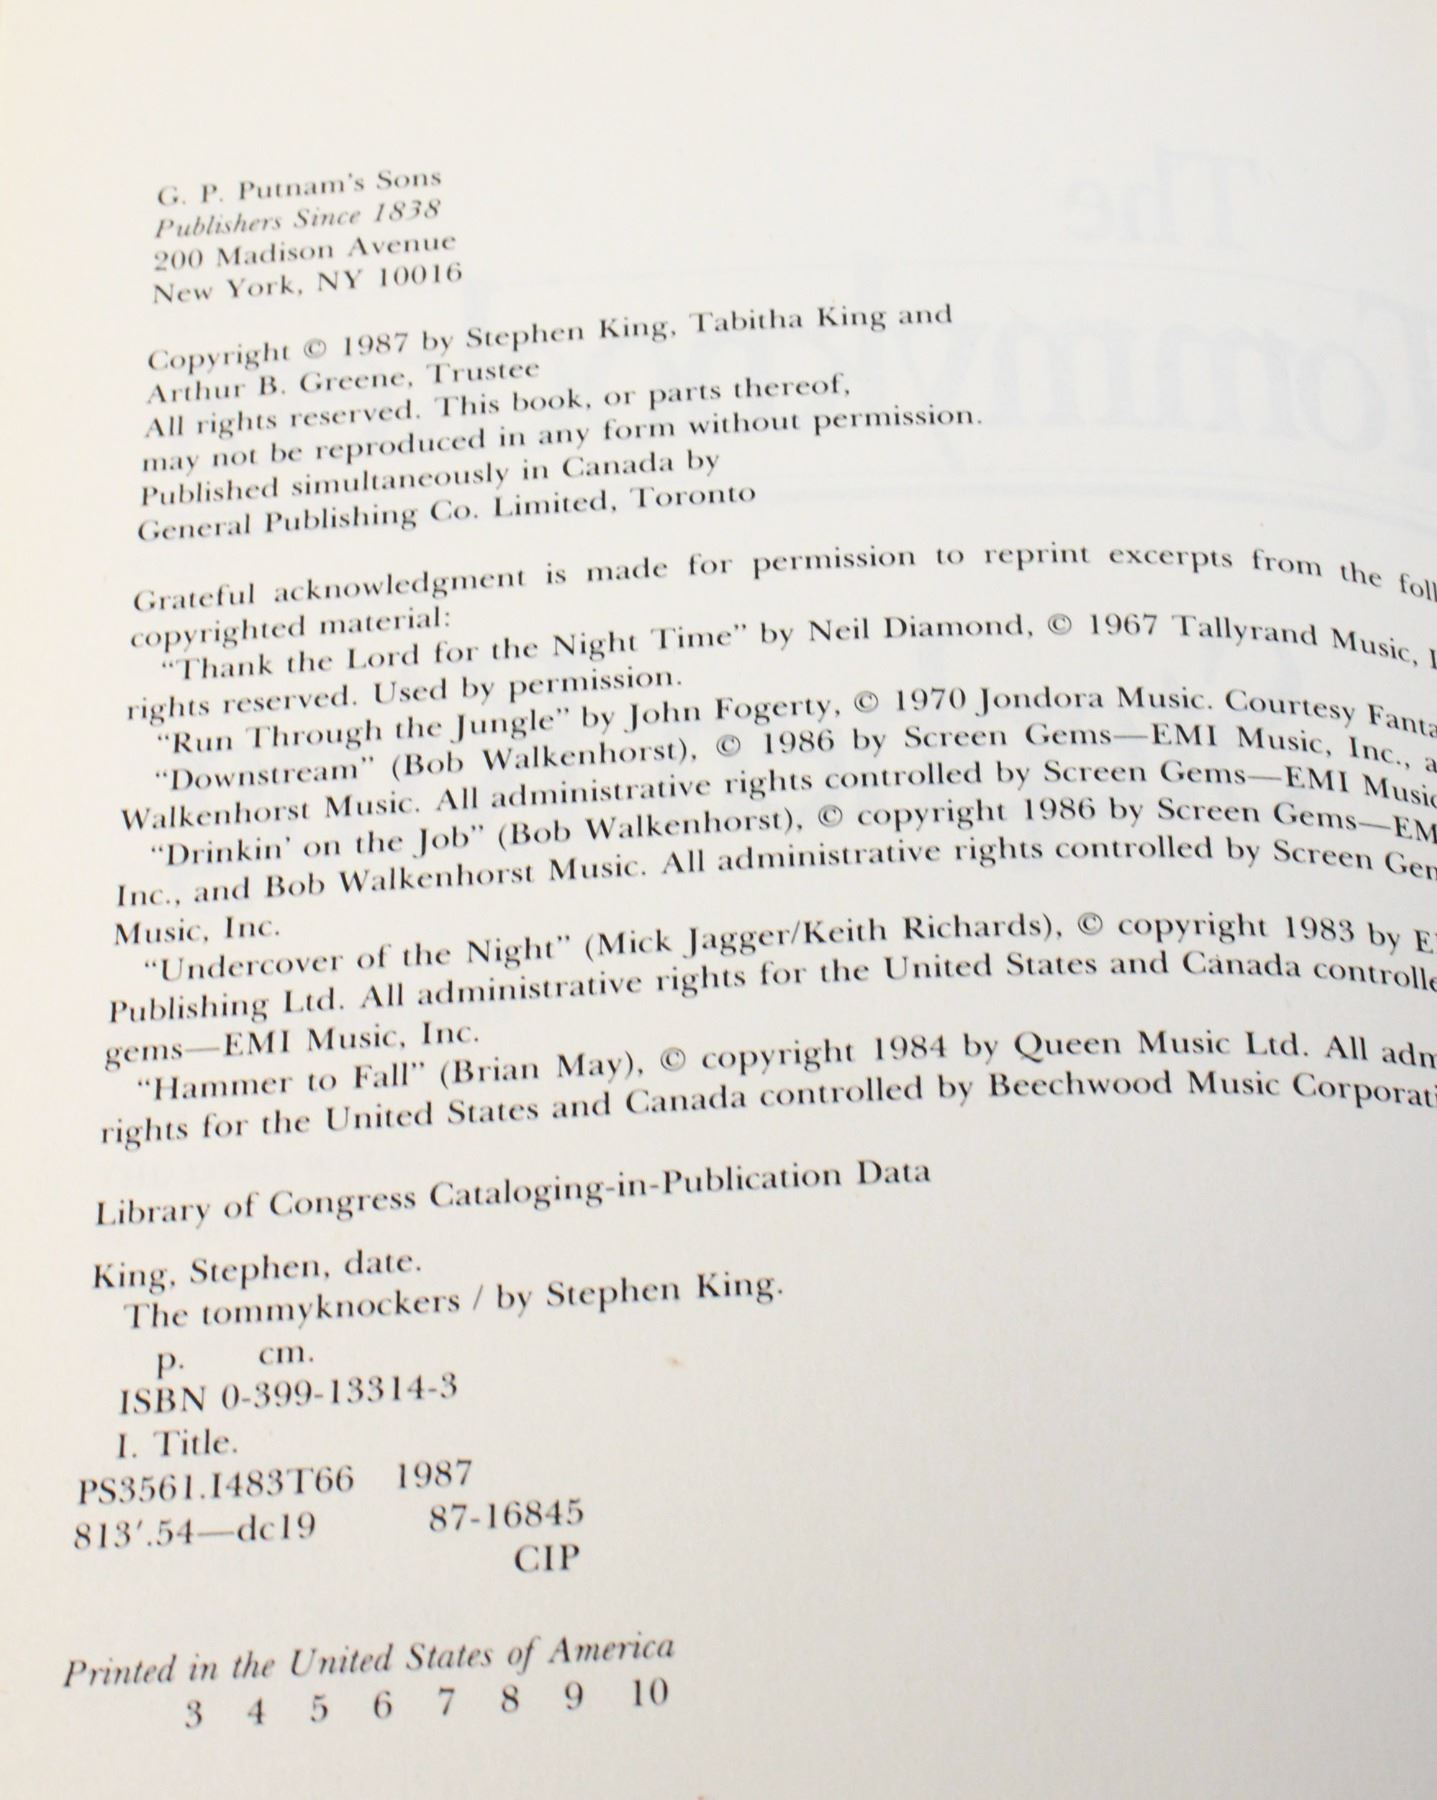 G. P. Putnam's Sons
Publishers Since 1838
200 Madison Avenue
New York, NY 10016
Copyright © 1987 by Stephen King, Tabitha King and
Arthur B. Greene, Trustee
All rights reserved. This book, or parts thereof,
may not be reproduced in any form without permission.
Published simultaneously in Canada by
General Publishing Co. Limited, Toronto
Grateful acknowledgment is made for permission to reprint excerpts from the foll
copyrighted material:
"Thank the Lord for the Night Time" by Neil Diamond, © 1967 Tallyrand Music,
rights reserved. Used by permission.
"Run Through the Jungle" by John Fogerty, © 1970 Jondora Music. Courtesy Fanta
"Downstream" (Bob Walkenhorst), © 1986 by Screen Gems—EMI Music, Inc., a
Walkenhorst Music. All administrative rights controlled by Screen Gems—EMI Music
"Drinkin' on the Job" (Bob Walkenhorst), © copyright 1986 by Screen Gems—EM
Inc., and Bob Walkenhorst Music. All administrative rights controlled by Screen Gem
Music, Inc.
"Undercover of the Night" (Mick Jagger/Keith Richards), © copyright 1983 by E
Publishing Ltd. All administrative rights for the United States and Canada controlle
gems—EMI Music, Inc.
"Hammer to Fall" (Brian May), © copyright 1984 by Queen Music Ltd. All adm
rights for the United States and Canada controlled by Beechwood Music Corporati
Library of Congress Cataloging-in-Publication Data
King, Stephen, date.
The tommyknockers / by Stephen King.
p. cm.
ISBN 0-399-13314-3
I. Title.
PS3561.I483T66 1987
813'.54—dc19 87-16845
CIP
Printed in the United States of America
3 4 5 6 7 8 9 10